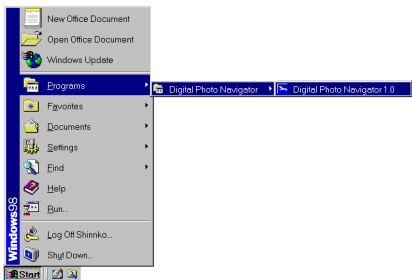 New Office Document
Open Office Document
Windows Update
Programs
Digital Photo Navigator
Digital Photo Navigator 1.0
Favorites
Documents
Settings
Find
Help
Run...
Log Off Shinnko...
Shut Down...
Windows98
Start